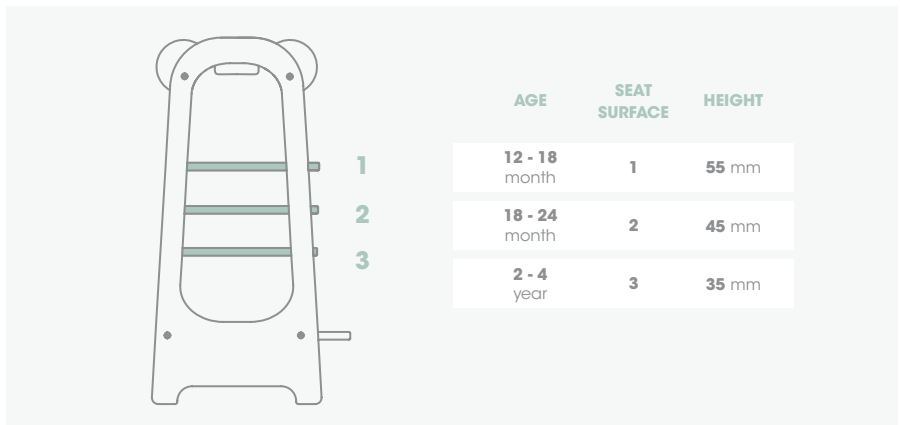 1
2
3
AGE
SEAT
SURFACE
HEIGHT
12 - 18
month
1
55 mm
18 - 24
month
2
45 mm
2 - 4
year
3
35 mm